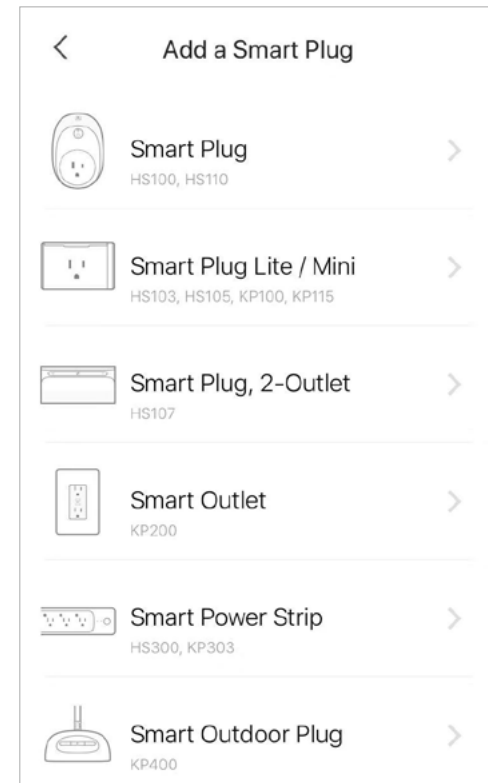 Add a Smart Plug
Smart Plug
HS100, HS110
Smart Plug Lite / Mini
HS103, HS105, KP100, KP115
Smart Plug, 2-Outlet
HS107
Smart Outlet
KP200
Smart Power Strip
HS300, KP303
Smart Outdoor Plug
KP400